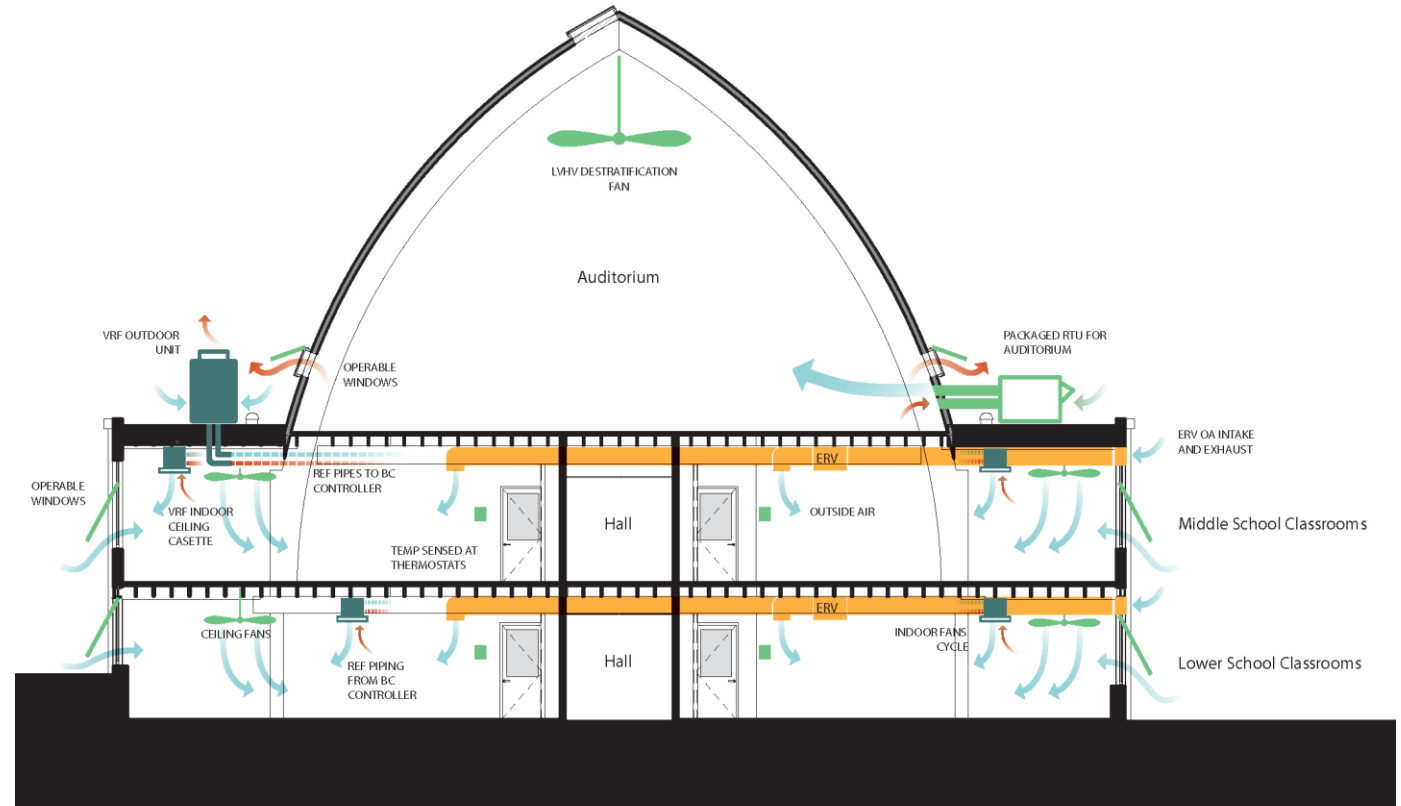 LVHV DESTRATIFICATION
FAN
Auditorium
VRF OUTDOOR
UNIT
OPERABLE
WINDOWS
PACKAGED RTU FOR
AUDITORIUM
ERV OA INTAKE
AND EXHAUST
ERV
REF PIPES TO BC
CONTROLLER
OPERABLE
WINDOWS
VRF INDOOR
CEILING
CASETTE
Hall
OUTSIDE AIR
Middle School Classrooms
TEMP SENSED AT
THERMOSTATS
ERV
CEILING FANS
INDOOR FANS
CYCLE
REF PIPING
FROM BC
CONTROLLER
Hall
Lower School Classrooms